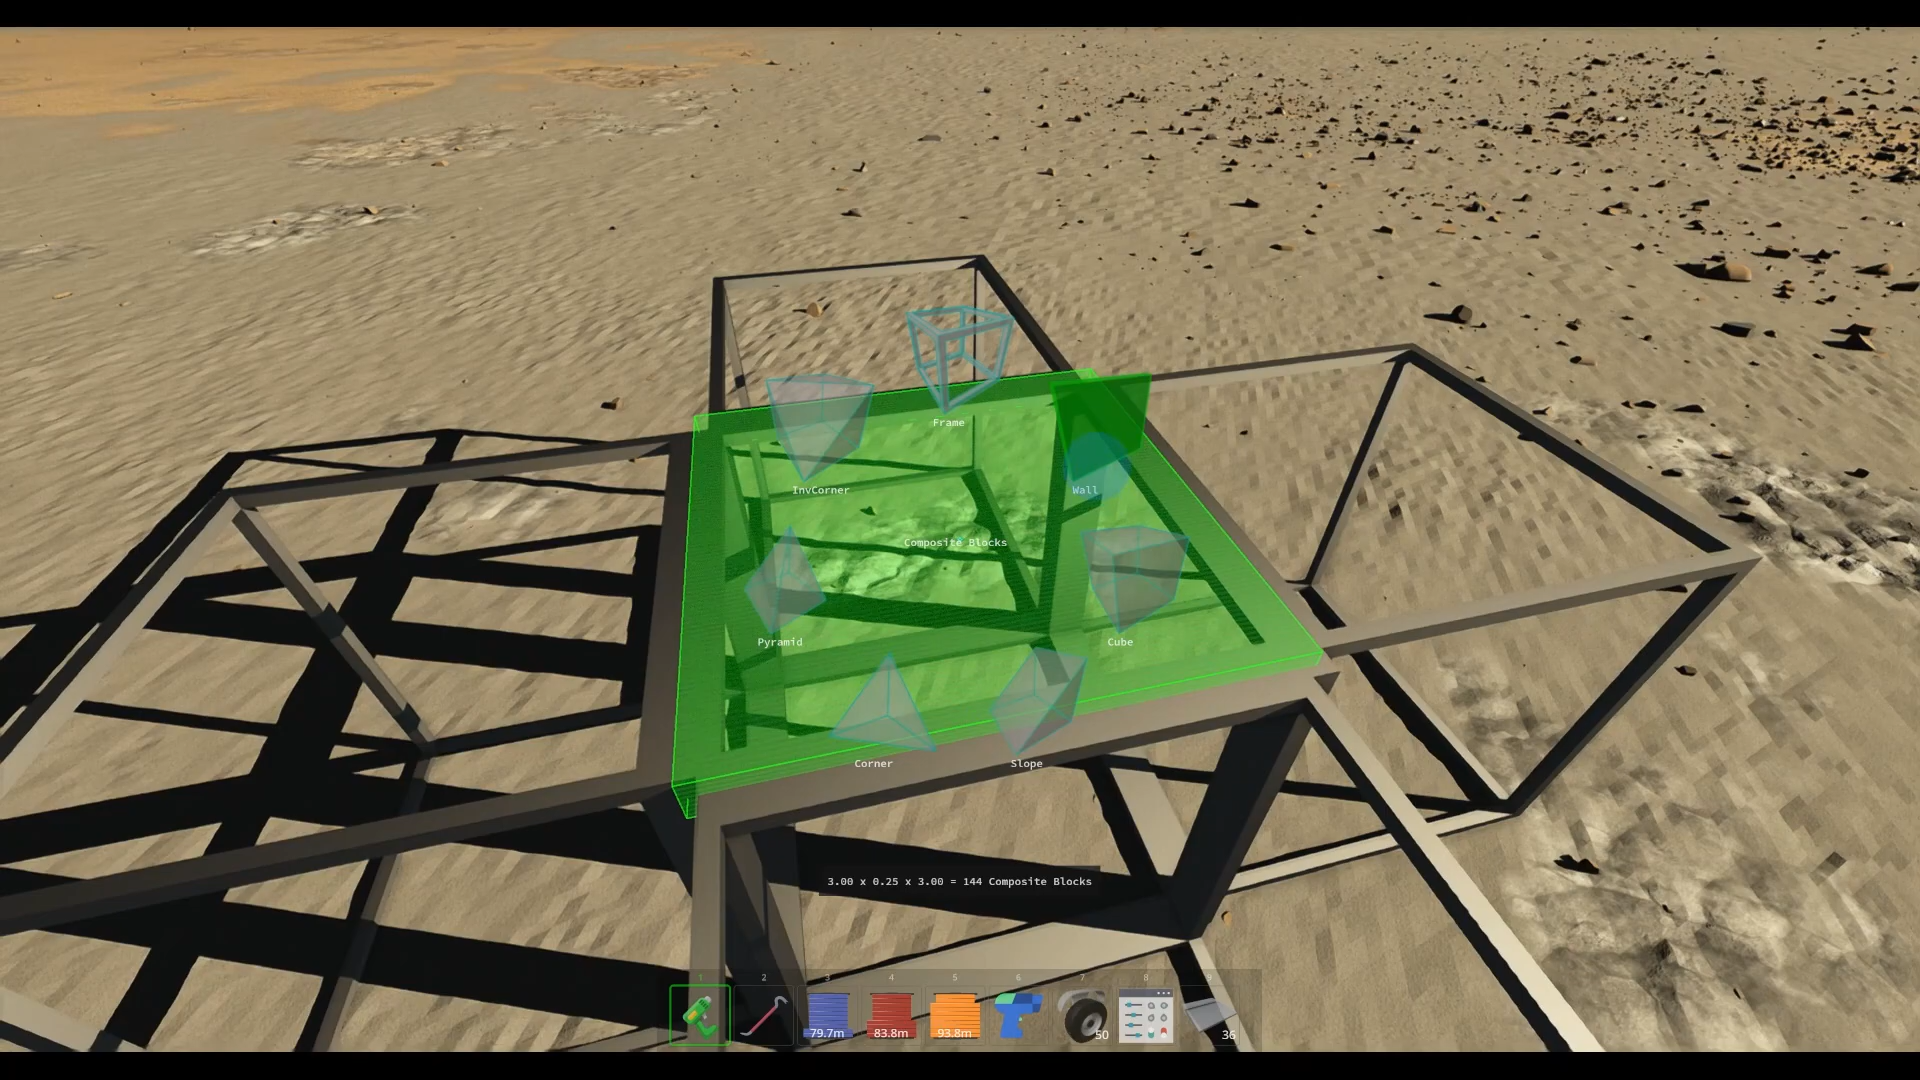 Frame
InvCorner
Wall
Composite Blocks
Pyramid
Cube
Corner
Slope
3.00 x 0.25 x 3.00 = 144 Composite Blocks
1 2 3 4 5 6 7 8 9
79.7m 83.8m 93.8m 50 36